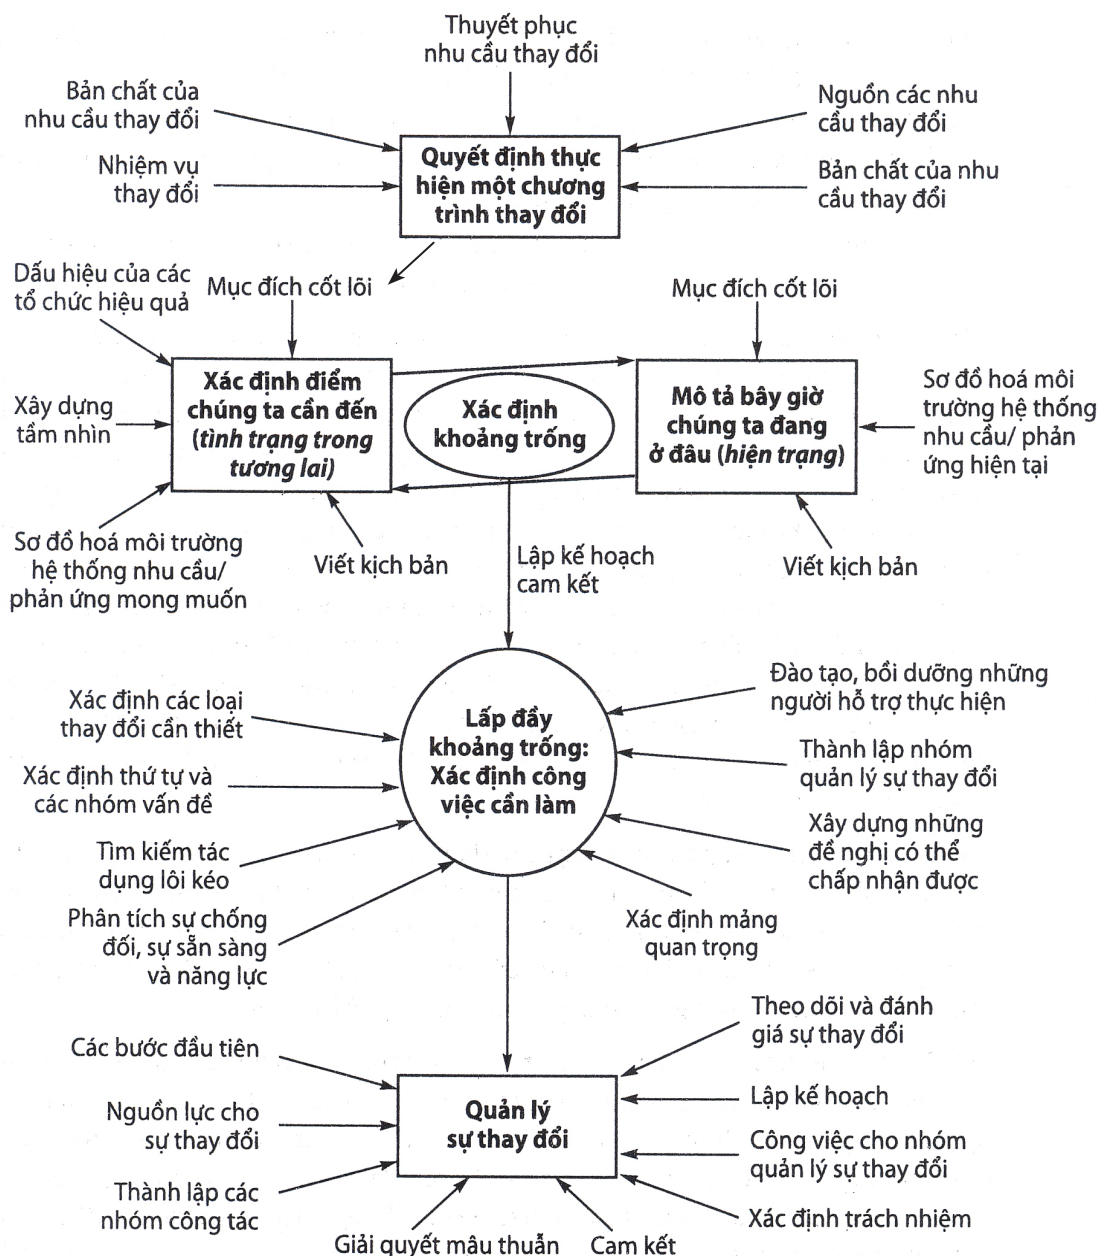 Thuyết phục
nhu cầu thay đổi
Bản chất của
nhu cầu thay đổi
Nguồn các nhu
cầu thay đổi
Nhiệm vụ
thay đổi
Quyết định thực
hiện một chương
trình thay đổi
Bản chất của nhu
cầu thay đổi
Dấu hiệu của các
tổ chức hiệu quả
Mục đích cốt lõi
Mục đích cốt lõi
Xây dựng
tầm nhìn
Xác định điểm
chúng ta cần đến
(tình trạng trong
tương lai)
Xác định
khoảng trống
Mô tả bây giờ
chúng ta đang
ở đâu (hiện trạng)
Sơ đồ hoá môi
trường hệ thống
nhu cầu/ phản
ứng hiện tại
Sơ đồ hoá môi trường
hệ thống nhu cầu/
phản ứng mong muốn
Viết kịch bản
Lập kế hoạch
cam kết
Viết kịch bản
Xác định các loại
thay đổi cần thiết
Xác định thứ tự và
các nhóm vấn đề
Tìm kiếm tác
dụng lôi kéo
Phân tích sự chống
đối, sự sẵn sàng
và năng lực
Lấp đầy
khoảng trống:
Xác định công
việc cần làm
Đào tạo, bồi dưỡng những
người hỗ trợ thực hiện
Thành lập nhóm
quản lý sự thay đổi
Xây dựng những
đề nghị có thể
chấp nhận được
Xác định mảng
quan trọng
Các bước đầu tiên
Nguồn lực cho
sự thay đổi
Thành lập các
nhóm công tác
Quản lý
sự thay đổi
Theo dõi và đánh
giá sự thay đổi
Lập kế hoạch
Công việc cho nhóm
quản lý sự thay đổi
Xác định trách nhiệm
Giải quyết mâu thuẫn
Cam kết